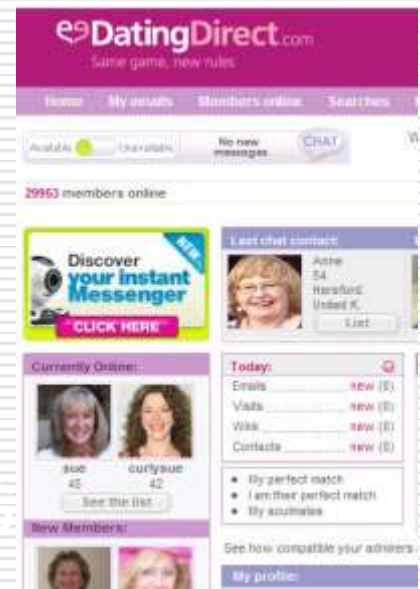 DatingDirect.com
Same game, new rules
Home My emails Members online Searches
Available Unavailable No new messages CHAT
29953 members online
Discover
your instant
Messenger
NEW
CLICK HERE
Last chat contact:
Anne
54
Hereford
United K.
List
Currently Online:
sue
45
curlysue
42
See the list
Today:
Emails new (0)
Visits new (0)
Wink new (0)
Contacts new (0)
My perfect match
I am their perfect match
My soulmates
New Members:
See how compatible your admirers
My profile: